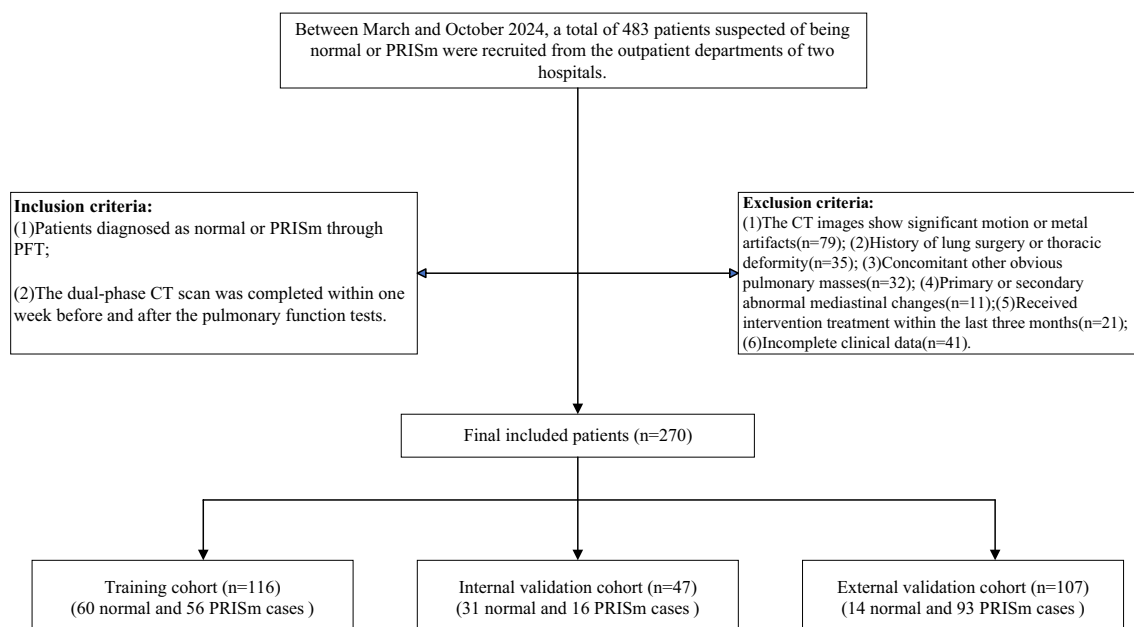 Between March and October 2024, a total of 483 patients suspected of being
normal or PRISm were recruited from the outpatient departments of two
hospitals.
Inclusion criteria:
(1)Patients diagnosed as normal or PRISm through
PFT;
(2)The dual-phase CT scan was completed within one
week before and after the pulmonary function tests.
Exclusion criteria:
(1)The CT images show significant motion or metal
artifacts(n=79); (2)History of lung surgery or thoracic
deformity(n=35); (3)Concomitant other obvious
pulmonary masses(n=32); (4)Primary or secondary
abnormal mediastinal changes(n=11);(5)Received
intervention treatment within the last three months(n=21);
(6)Incomplete clinical data(n=41).
Final included patients (n=270)
Training cohort (n=116)
(60 normal and 56 PRISm cases )
Internal validation cohort (n=47)
(31 normal and 16 PRISm cases )
External validation cohort (n=107)
(14 normal and 93 PRISm cases )